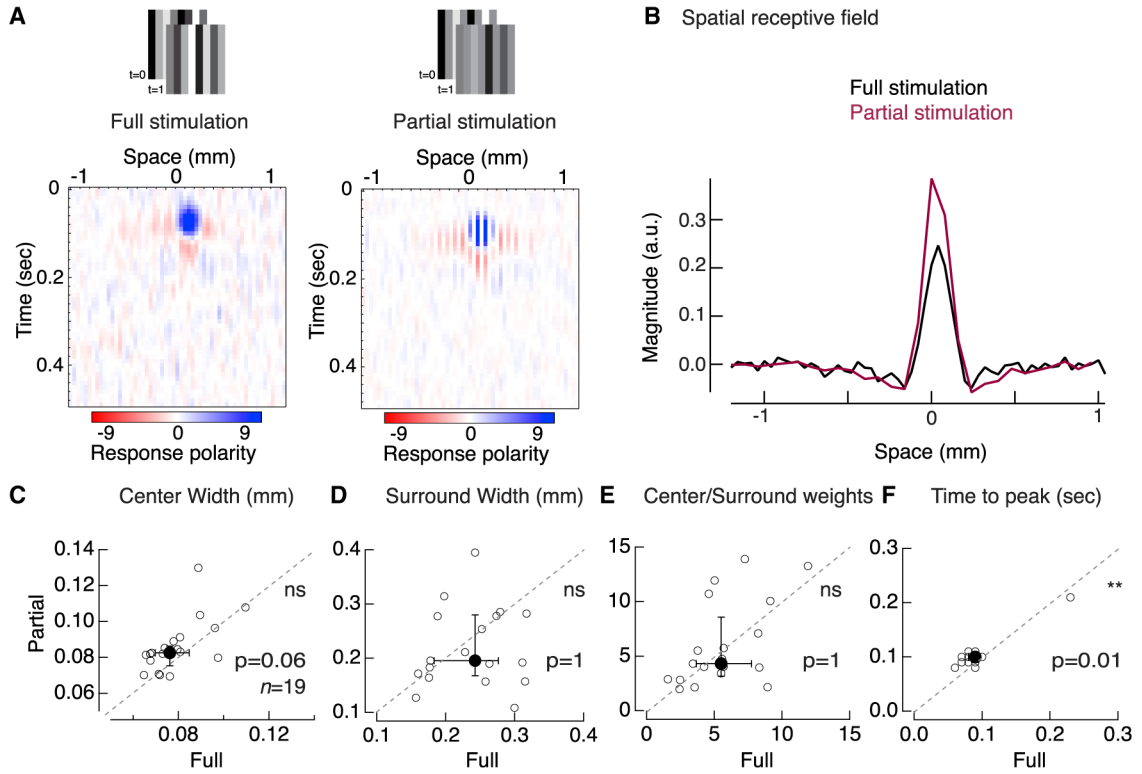 A
t=0
t=1
Full stimulation
Space (mm)
-1 0 1
0
0.2
0.4
Time (sec)
-9 0 9
Response polarity
t=0
t=1
Partial stimulation
Space (mm)
-1 0 1
0
0.2
0.4
Time (sec)
-9 0 9
Response polarity
B Spatial receptive field
Full stimulation
Partial stimulation
0.3
0.2
0.1
0.0
Magnitude (a.u.)
-1 0 1
Space (mm)
C Center Width (mm)
0.14
0.12
0.10
0.08
0.06
Partial
ns
p=0.06
n=19
0.08 0.12
Full
D Surround Width (mm)
0.4
0.3
0.2
0.1
ns
p=1
0.1 0.2 0.3 0.4
Full
E Center/Surround weights
15
10
5
0
ns
p=1
0 5 10 15
Full
F Time to peak (sec)
0.3
0.2
0.1
0.0
**
p=0.01
0.0 0.1 0.2 0.3
Full